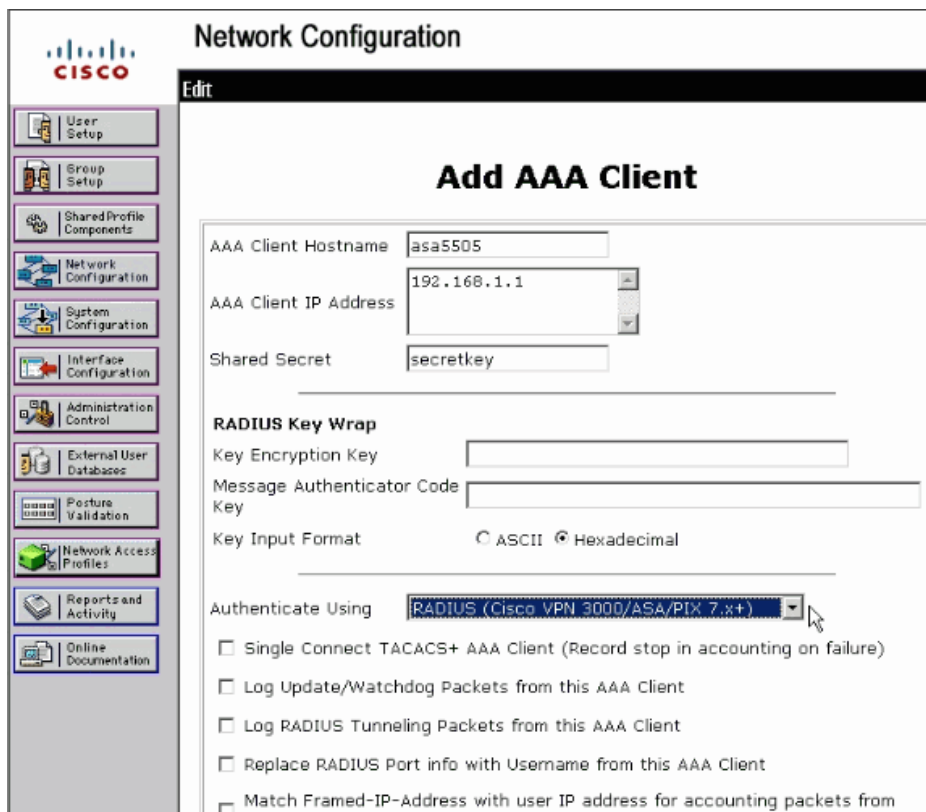 CISCO
Network Configuration
Edit
User
Setup
Group
Setup
Shared Profile
Components
Network
Configuration
System
Configuration
Interface
Configuration
Administration
Control
External User
Databases
Posture
Validation
Network Access
Profiles
Reports and
Activity
Online
Documentation
Add AAA Client
AAA Client Hostname asa5505
AAA Client IP Address 192.168.1.1
Shared Secret secretkey
RADIUS Key Wrap
Key Encryption Key
Message Authenticator Code
Key
Key Input Format ASCII Hexadecimal
Authenticate Using RADIUS (Cisco VPN 3000/ASA/PIX 7.x+)
Single Connect TACACS+ AAA Client (Record stop in accounting on failure)
Log Update/Watchdog Packets from this AAA Client
Log RADIUS Tunneling Packets from this AAA Client
Replace RADIUS Port info with Username from this AAA Client
Match Framed-IP-Address with user IP address for accounting packets from